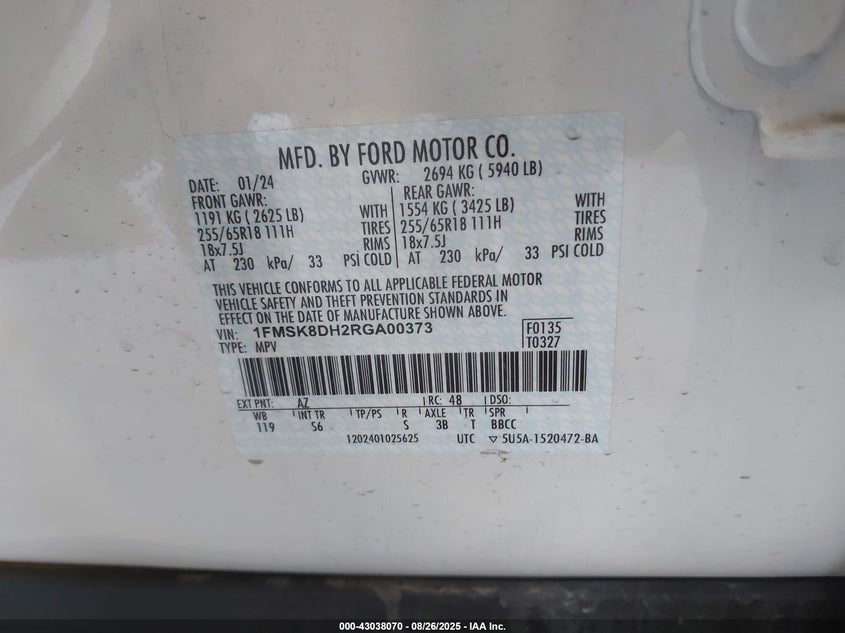 MFD. BY FORD MOTOR CO.
DATE: 01/24 GVWR: 2694 KG ( 5940 LB)
FRONT GAWR: REAR GAWR:
1191 KG ( 2625 LB) WITH 1554 KG ( 3425 LB) WITH
255/65R18 111H TIRES 255/65R18 111H TIRES
18x7.5J RIMS 18x7.5J RIMS
AT 230 kPa/ 33 PSI COLD AT 230 kPa/ 33 PSI COLD
THIS VEHICLE CONFORMS TO ALL APPLICABLE FEDERAL MOTOR
VEHICLE SAFETY AND THEFT PREVENTION STANDARDS IN
EFFECT ON THE DATE OF MANUFACTURE SHOWN ABOVE.
VIN: 1FMSK8DH2RGA00373 F0135
TYPE: MPV T0327
EXT PNT: AZ RC: 48 DSO:
WB INT TR TP/PS R AXLE TR SPR
119 S6 S 3B T BBCC
1202401025625 UTC ▽ 5U5A-1520472-BA
000-43038070 - 08/26/2025 - IAA Inc.